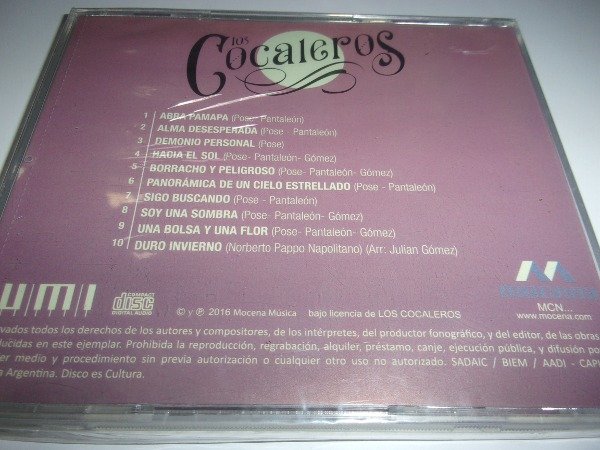 LOS
Cocaleros
1 ABRA PAMAPA (Pose- Pantaleón)
2 ALMA DESESPERADA (Pose - Pantaleón)
3 DEMONIO PERSONAL (Pose)
4 HACIA EL SOL (Pose- Pantaleón- Gómez)
5 BORRACHO Y PELIGROSO (Pose- Pantaleón- Gómez)
6 PANORÁMICA DE UN CIELO ESTRELLADO (Pose - Pantaleón)
7 SIGO BUSCANDO (Pose - Pantaleón)
8 SOY UNA SOMBRA (Pose - Pantaleón- Gómez)
9 UNA BOLSA Y UNA FLOR (Pose- Pantaleón- Gómez)
10 DURO INVIERNO (Norberto Pappo Napolitano) (Arr: Julian Gómez)
UMI
COMPACT
disc
DIGITAL AUDIO
© y ℗ 2016 Mocena Música bajo licencia de LOS COCALEROS
MCN...
www.mocena.com
vados todos los derechos de los autores y compositores, de los intérpretes, del productor fonográfico, y del editor, de las obras
ducidas en este ejemplar. Prohibida la reproducción, regrabación, alquiler, préstamo, canje, ejecución pública, y difusión po
er medio y procedimiento sin previa autorización o cualquier otro uso no autorizado. SADAIC / BIEM / AADI - CAPI
a Argentina. Disco es Cultura.